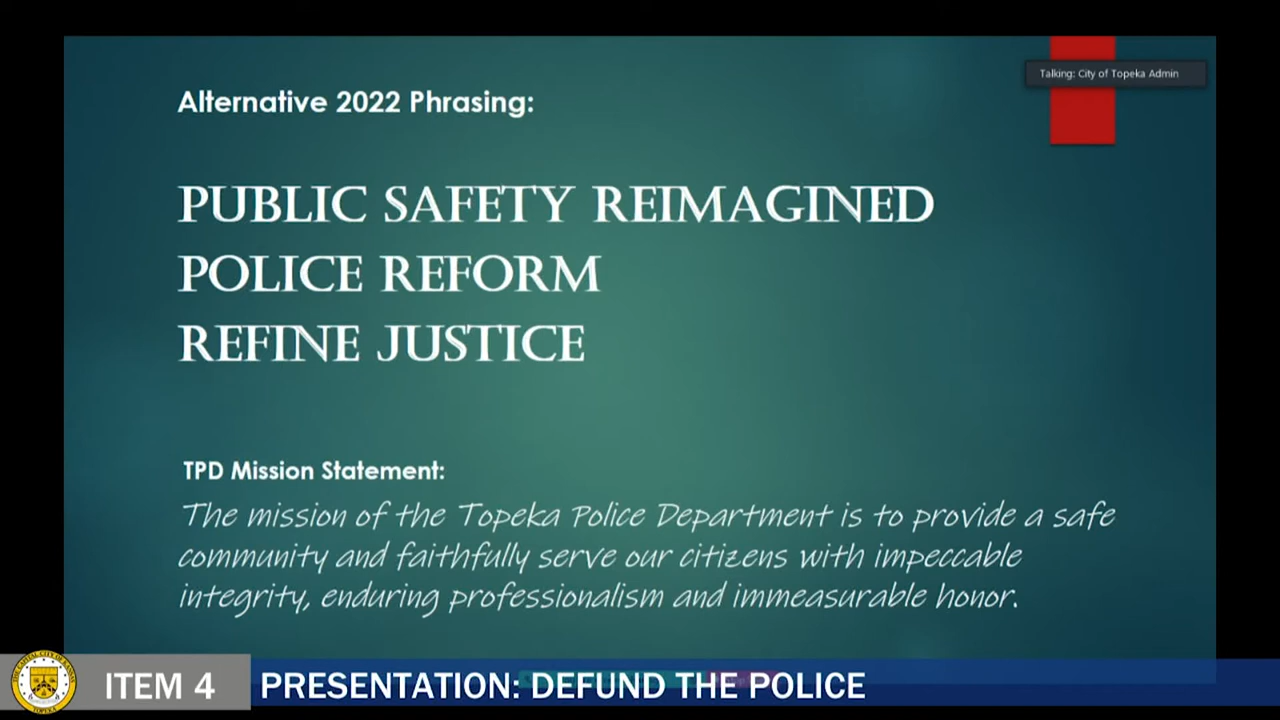 Talking: City of Topeka Admin
Alternative 2022 Phrasing:
PUBLIC SAFETY REIMAGINED
POLICE REFORM
REFINE JUSTICE
TPD Mission Statement:
The mission of the Topeka Police Department is to provide a safe
community and faithfully serve our citizens with impeccable
integrity, enduring professionalism and immeasurable honor.
ITEM 4
PRESENTATION: DEFUND THE POLICE
TOPEKA